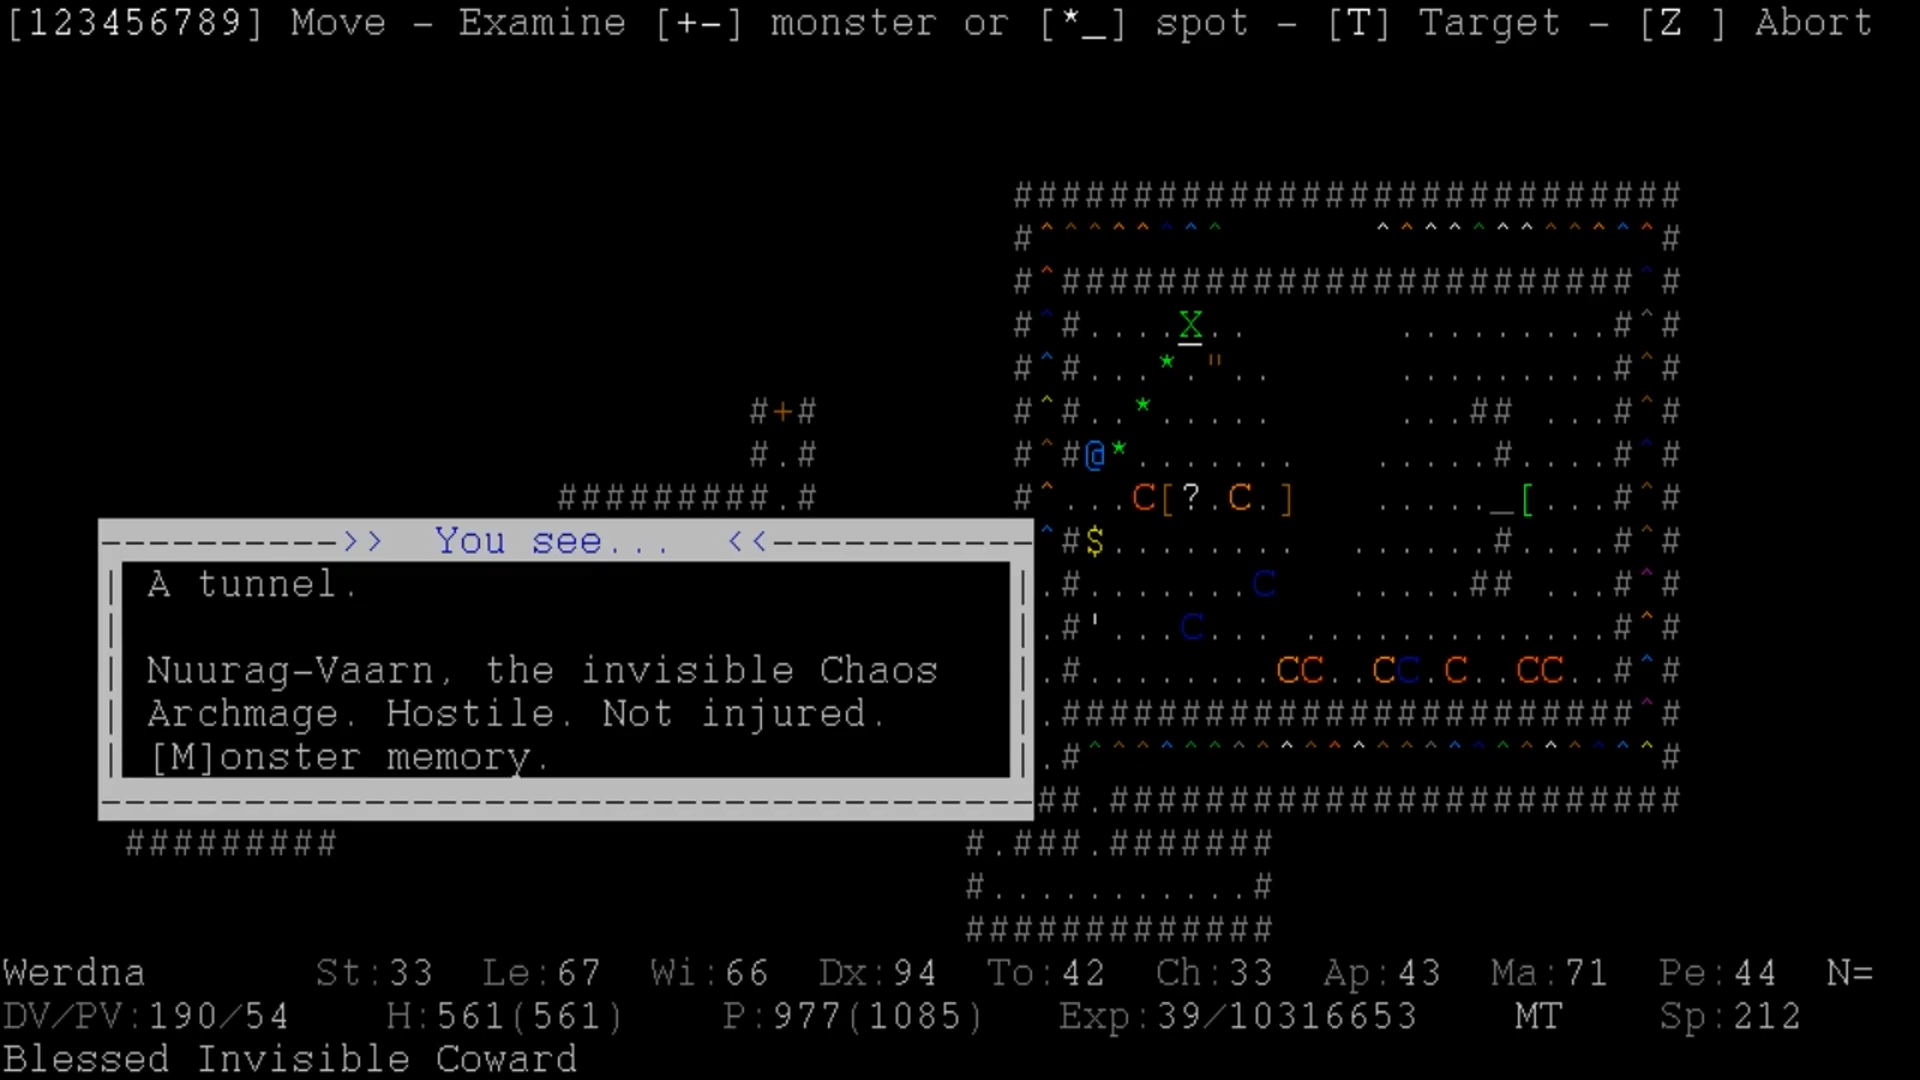 [123456789] Move - Examine [+-] monster or [*_] spot - [T] Target - [Z ] Abort
>> You see... <<
A tunnel.
Nuurag-Vaarn, the invisible Chaos
Archmage. Hostile. Not injured.
[M]onster memory.
Werdna St:33 Le:67 Wi:66 Dx:94 To:42 Ch:33 Ap:43 Ma:71 Pe:44 N=
DV/PV:190/54 H:561(561) P:977(1085) Exp:39/10316653 MT Sp:212
Blessed Invisible Coward